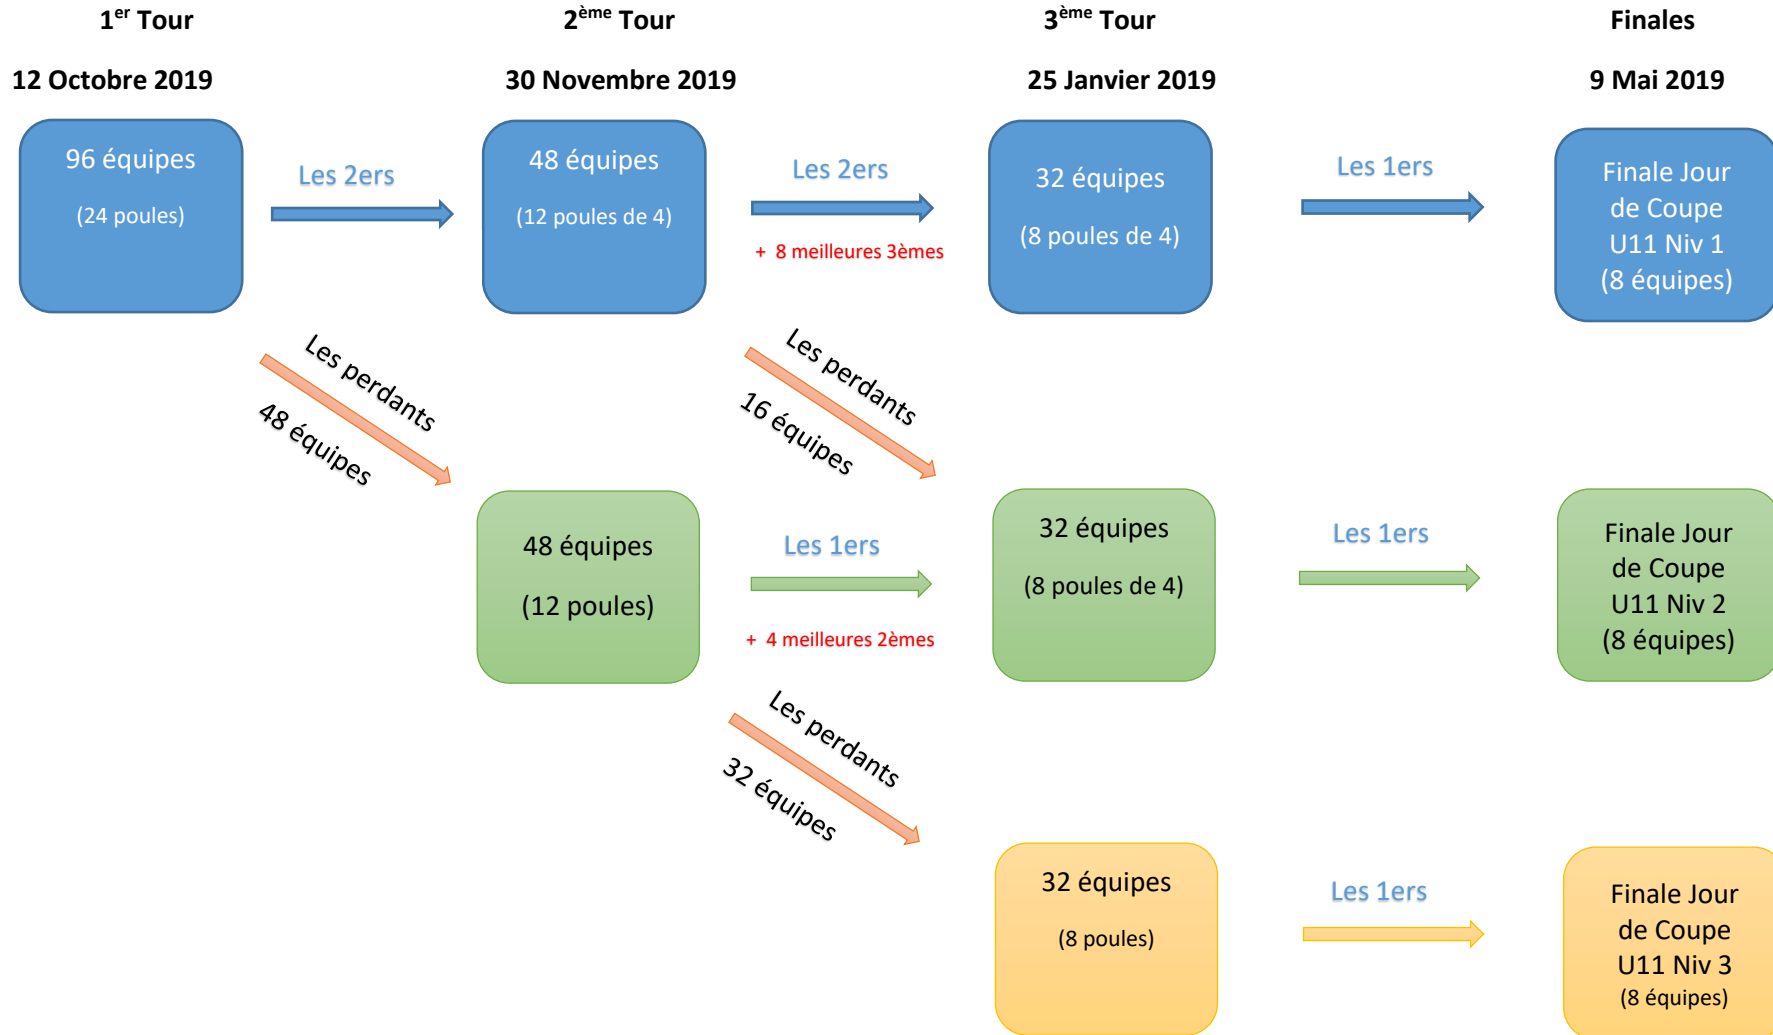 1er Tour
2ème Tour
3ème Tour
Finales
12 Octobre 2019
30 Novembre 2019
25 Janvier 2019
9 Mai 2019
96 équipes
(24 poules)
Les 2ers
48 équipes
(12 poules de 4)
Les 2ers
+ 8 meilleures 3èmes
32 équipes
(8 poules de 4)
Les 1ers
Finale Jour
de Coupe
U11 Niv 1
(8 équipes)
Les perdants
48 équipes
Les perdants
16 équipes
48 équipes
(12 poules)
Les 1ers
+ 4 meilleures 2èmes
32 équipes
(8 poules de 4)
Les 1ers
Finale Jour
de Coupe
U11 Niv 2
(8 équipes)
Les perdants
32 équipes
32 équipes
(8 poules)
Les 1ers
Finale Jour
de Coupe
U11 Niv 3
(8 équipes)